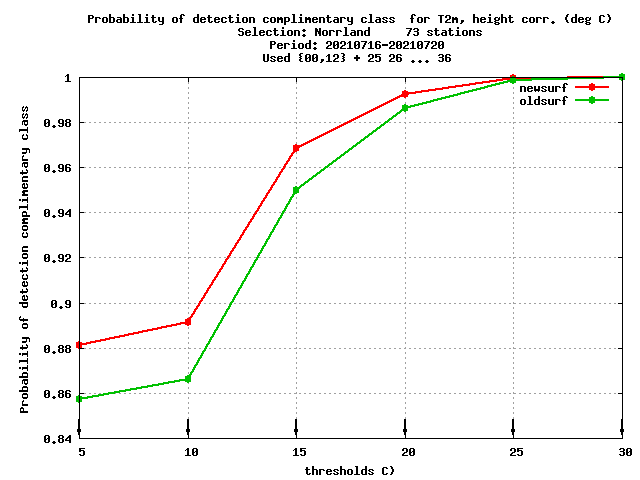 Probability of detection complimentary class  for T2m, height corr. (deg C)
Selection: Norrland     73 stations
Period: 20210716-20210720
Used {00,12} + 25 26 ... 36
Probability of detection complimentary class
1
0.98
0.96
0.94
0.92
0.9
0.88
0.86
0.84
newsurf
oldsurf
5 10 15 20 25 30
thresholds C)